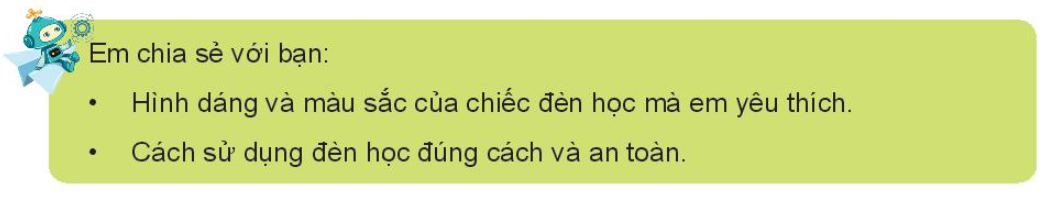 Em chia sẻ với bạn:
• Hình dáng và màu sắc của chiếc đèn học mà em yêu thích.
• Cách sử dụng đèn học đúng cách và an toàn.